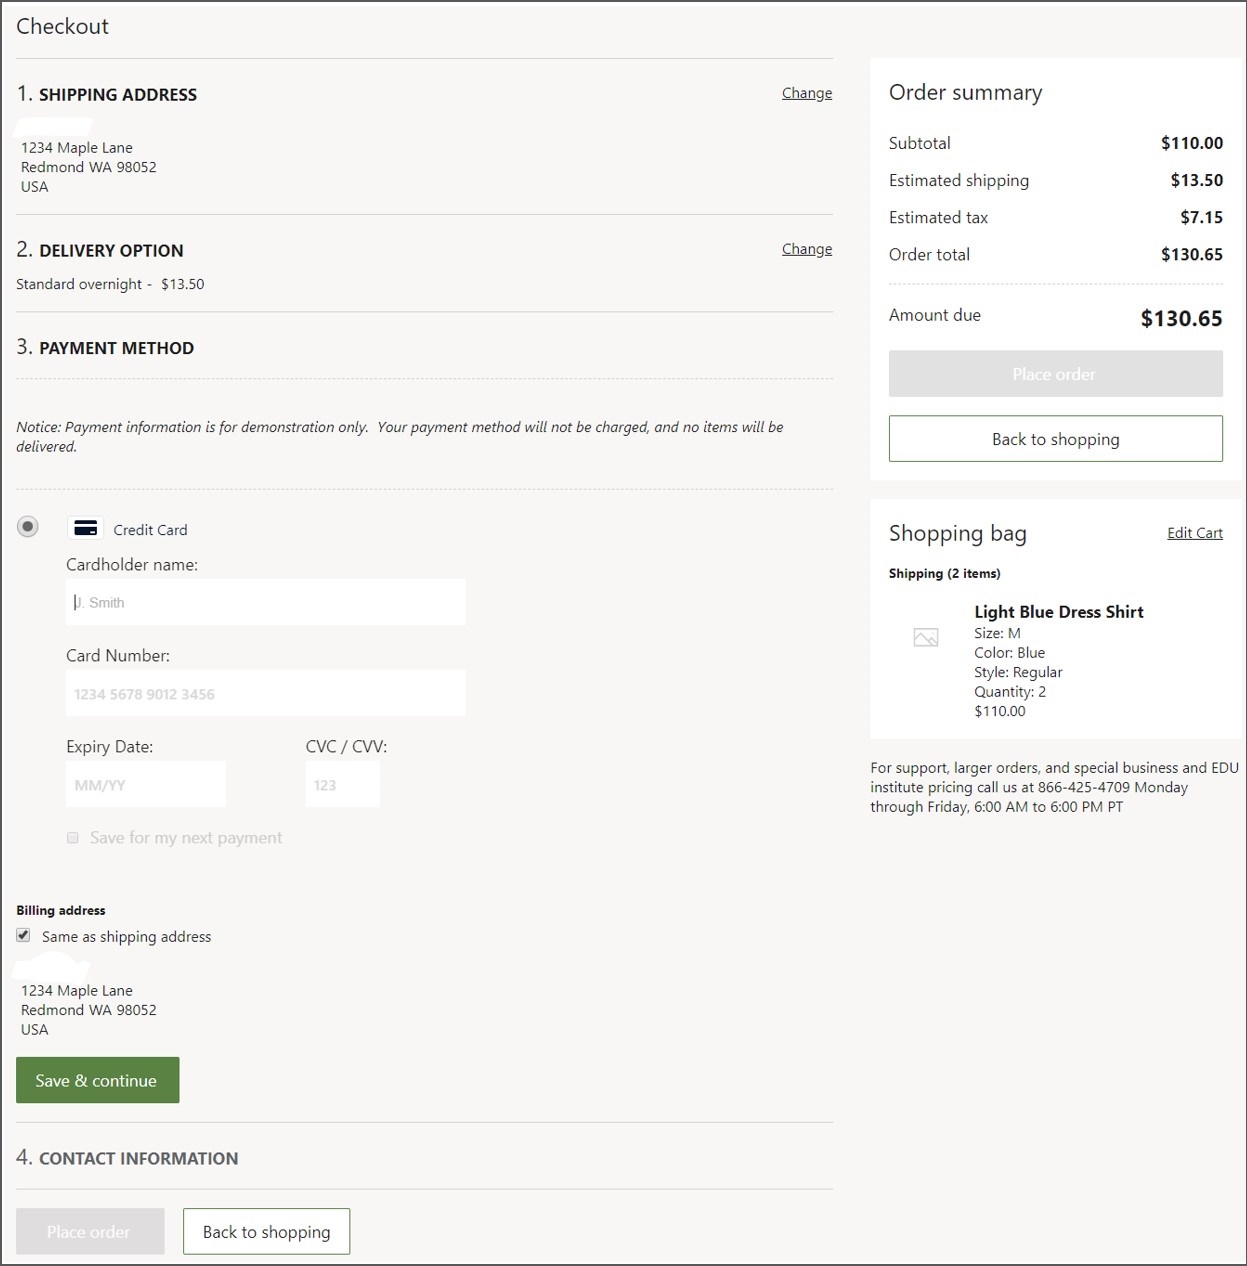 Checkout
1. SHIPPING ADDRESS
Change
1234 Maple Lane
Redmond WA 98052
USA
2. DELIVERY OPTION
Change
Standard overnight - $13.50
3. PAYMENT METHOD
Notice: Payment information is for demonstration only. Your payment method will not be charged, and no items will be
delivered.
Credit Card
Cardholder name:
J. Smith
Card Number:
1234 5678 9012 3456
Expiry Date:
CVC / CVV:
MM/YY
123
Save for my next payment
Billing address
Same as shipping address
1234 Maple Lane
Redmond WA 98052
USA
Save & continue
4. CONTACT INFORMATION
Place order
Back to shopping
Order summary
Subtotal $110.00
Estimated shipping $13.50
Estimated tax $7.15
Order total $130.65
Amount due $130.65
Place order
Back to shopping
Shopping bag
Edit Cart
Shipping (2 items)
Light Blue Dress Shirt
Size: M
Color: Blue
Style: Regular
Quantity: 2
$110.00
For support, larger orders, and special business and EDU
institute pricing call us at 866-425-4709 Monday
through Friday, 6:00 AM to 6:00 PM PT